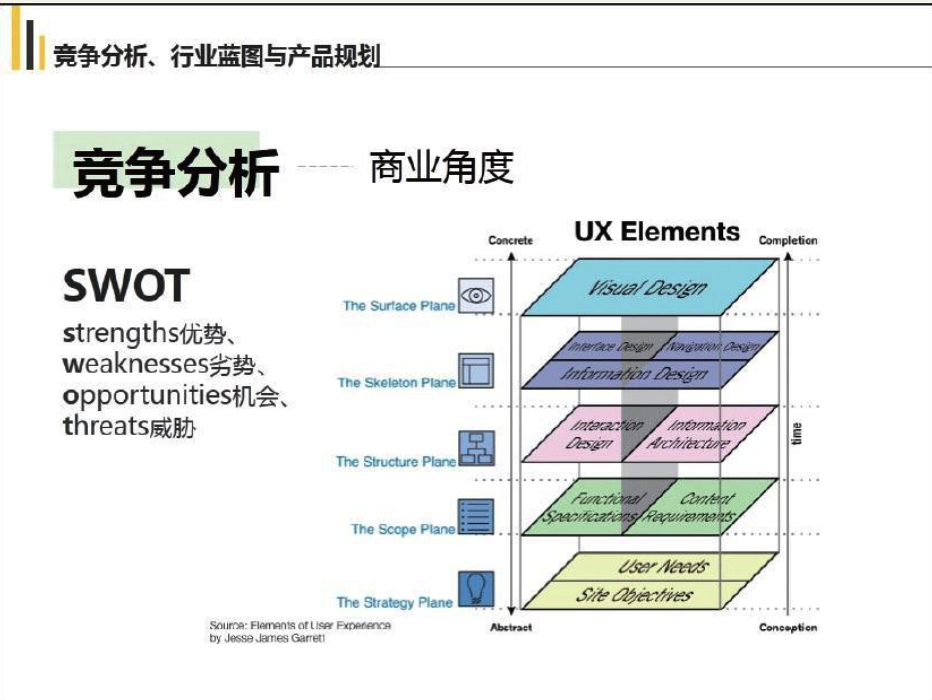 竞争分析、行业蓝图与产品规划
竞争分析
商业角度
SWOT
strengths优势、
weaknesses劣势、
opportunities机会、
threats威胁
UX Elements
Concrete
Completion
The Surface Plane
Visual Design
The Skeleton Plane
Interface Design
Navigation Design
Information Design
The Structure Plane
Interaction
Design
Information
Architecture
time
The Scope Plane
Functional
Specifications
Content
Requirements
The Strategy Plane
User Needs
Site Objectives
Abstract
Conception
Source: Elements of User Experience
by Jesse James Garrett